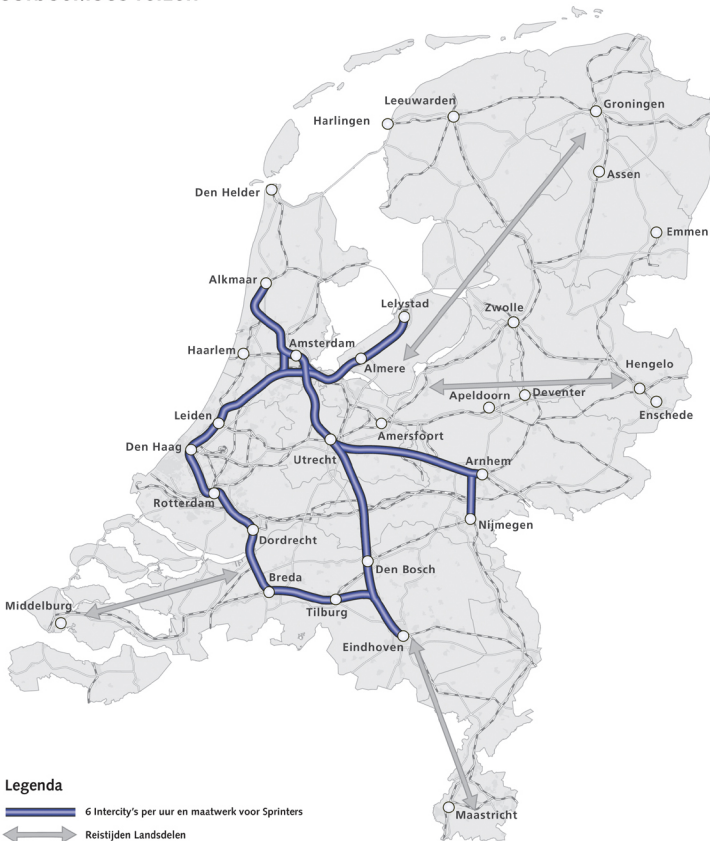 Leeuwarden
Groningen
Harlingen
Assen
Den Helder
Emmen
Alkmaar
Lelystad
Zwolle
Haarlem
Amsterdam
Almere
Hengelo
Apeldoorn
Deventer
Enschede
Leiden
Amersfoort
Den Haag
Utrecht
Arnhem
Rotterdam
Nijmegen
Dordrecht
Den Bosch
Breda
Middelburg
Tilburg
Eindhoven
Legenda
6 Intercity's per uur en maatwerk voor Sprinters
Maastricht
Reistijden Landsdelen